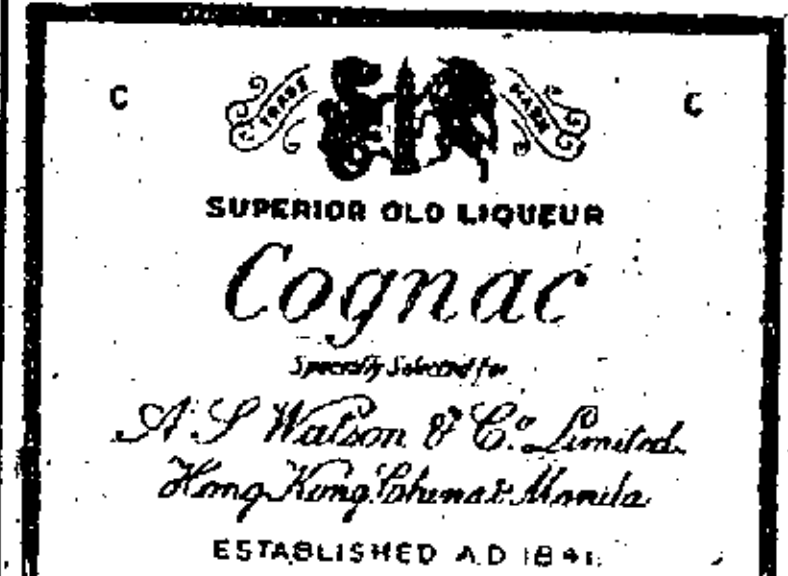 C TRADE MARK C
SUPERIOR OLD LIQUEUR
Cognac
Specially Selected for
A. S. Watson & Co. Limited.
Hong Kong, China & Manila
ESTABLISHED A.D. 1841.